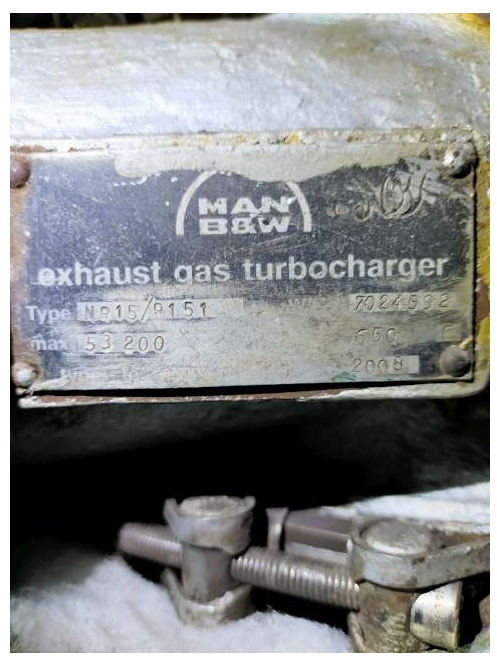 MAN
B&W
exhaust gas turbocharger
Type NR15/R151 7024592
max 53 200 650 C
2008